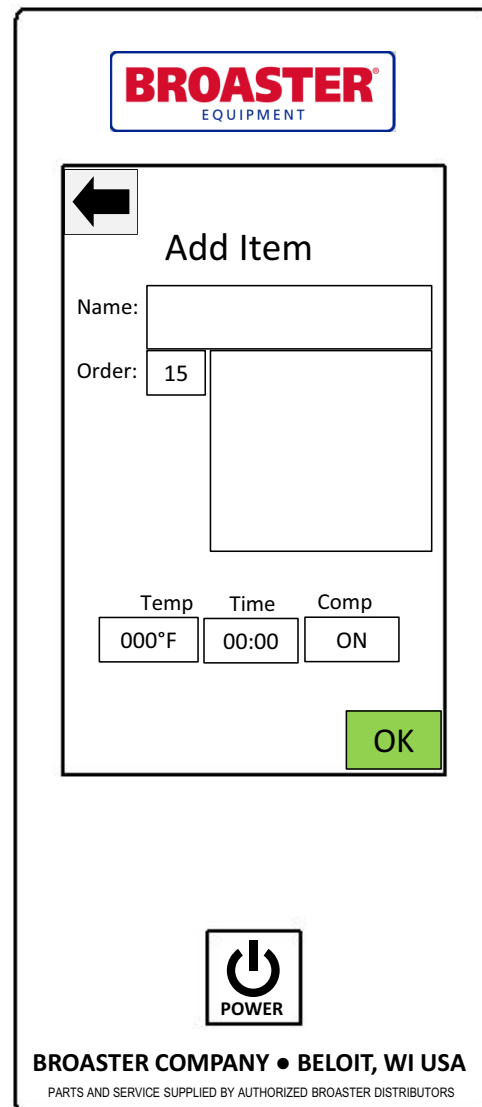 BROASTER®
EQUIPMENT
Add Item
Name:
Order: 15
Temp Time Comp
000°F 00:00 ON
OK
POWER
BROASTER COMPANY ● BELOIT, WI USA
PARTS AND SERVICE SUPPLIED BY AUTHORIZED BROASTER DISTRIBUTORS